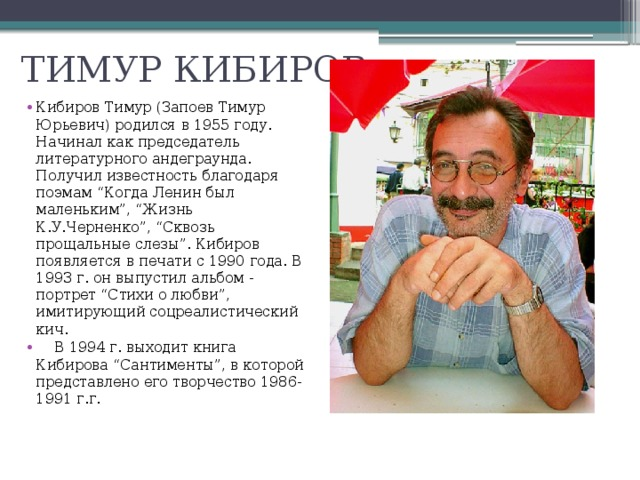 ТИМУР КИБИРОВ
• Кибиров Тимур (Запоев Тимур
Юрьевич) родился в 1955 году.
Начинал как председатель
литературного андеграунда.
Получил известность благодаря
поэмам “Когда Ленин был
маленьким”, “Жизнь
К.У.Черненко”, “Сквозь
прощальные слезы”. Кибиров
появляется в печати с 1990 года. В
1993 г. он выпустил альбом -
портрет “Стихи о любви”,
имитирующий соцреалистический
кич.
• В 1994 г. выходит книга
Кибирова “Сантименты”, в которой
представлено его творчество 1986-
1991 г.г.